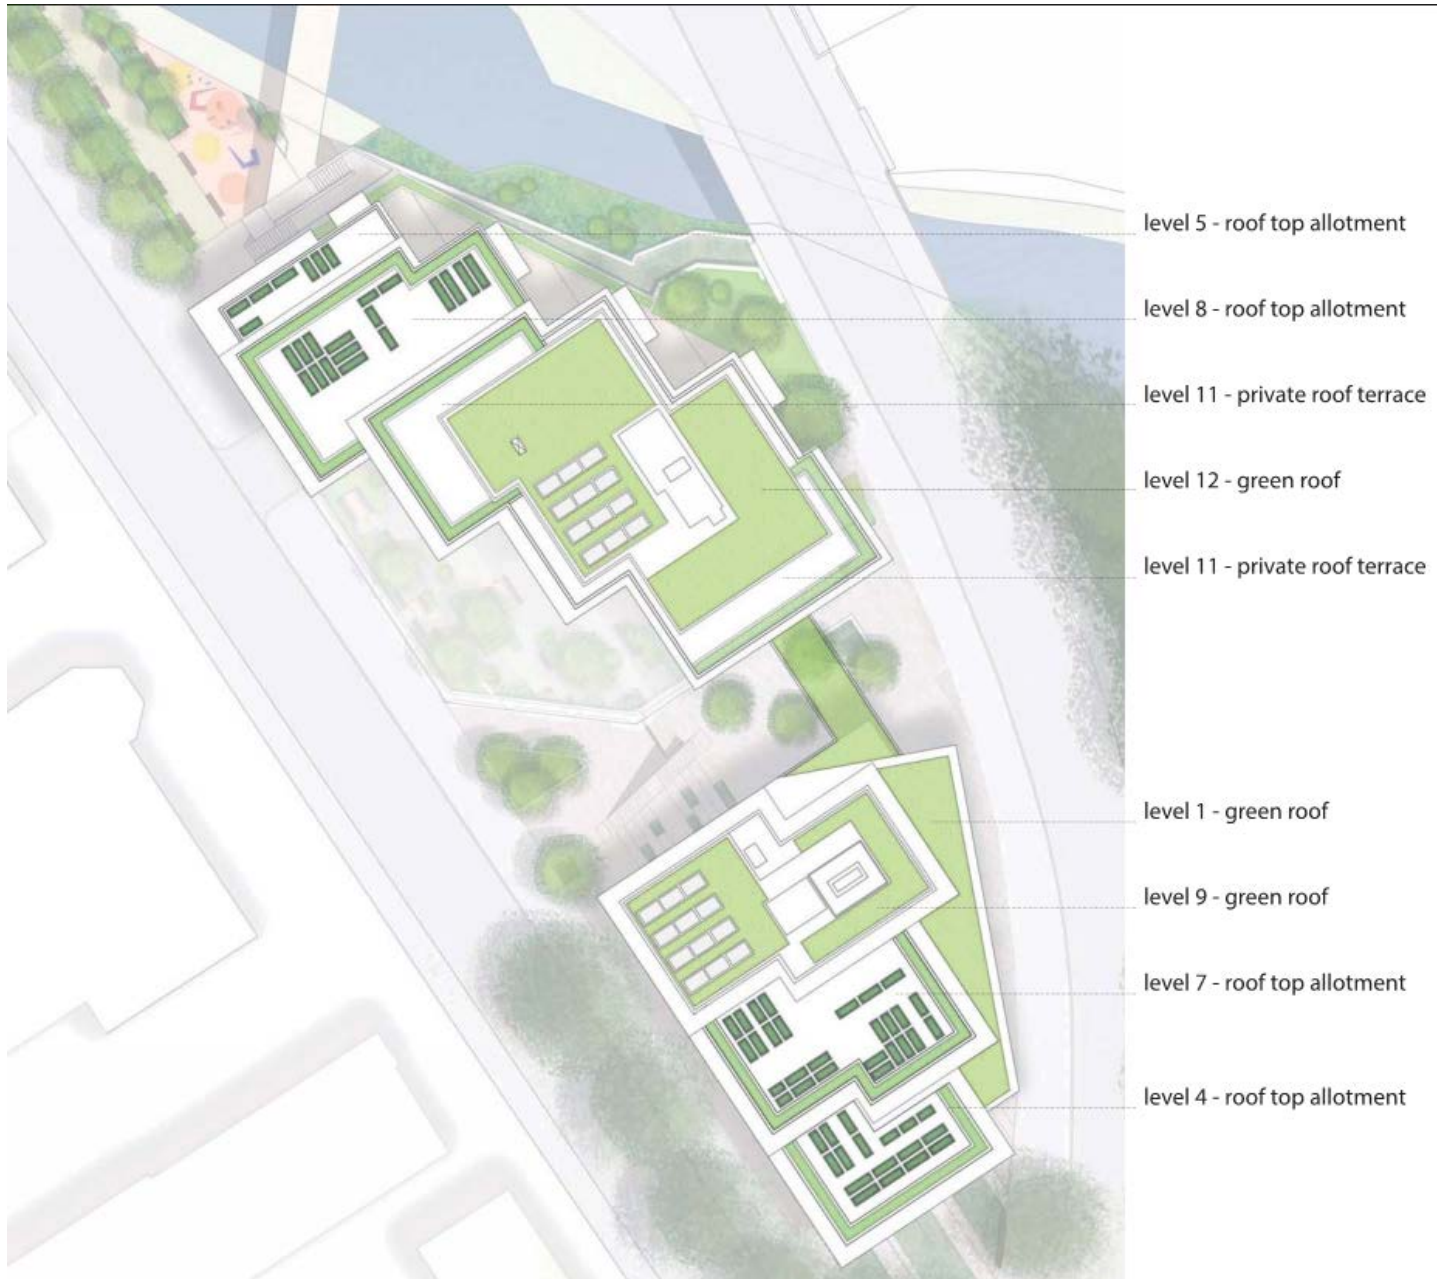 level 5 - roof top allotment
level 8 - roof top allotment
level 11 - private roof terrace
level 12 - green roof
level 11 - private roof terrace
level 1 - green roof
level 9 - green roof
level 7 - roof top allotment
level 4 - roof top allotment